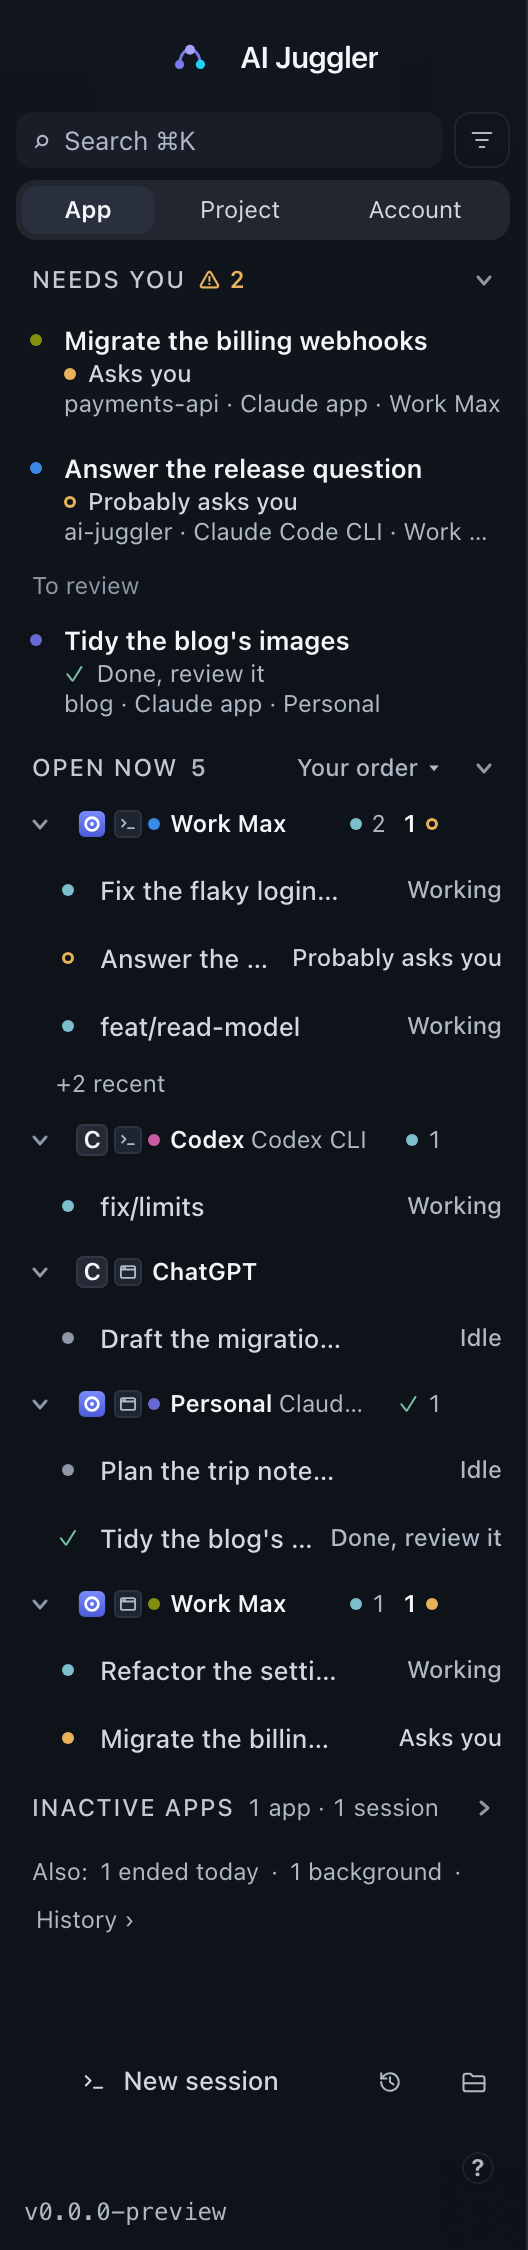 AI Juggler
Search ⌘K
App Project Account
NEEDS YOU 2
Migrate the billing webhooks
Asks you
payments-api · Claude app · Work Max
Answer the release question
Probably asks you
ai-juggler · Claude Code CLI · Work ...
To review
Tidy the blog's images
Done, review it
blog · Claude app · Personal
OPEN NOW 5 Your order
Work Max 2 1
Fix the flaky login... Working
Answer the ... Probably asks you
feat/read-model Working
+2 recent
C Codex Codex CLI 1
fix/limits Working
C ChatGPT
Draft the migratio... Idle
Personal Claud... 1
Plan the trip note... Idle
Tidy the blog's ... Done, review it
Work Max 1 1
Refactor the setti... Working
Migrate the billin... Asks you
INACTIVE APPS 1 app · 1 session
Also: 1 ended today · 1 background ·
History ›
New session
?
v0.0.0-preview